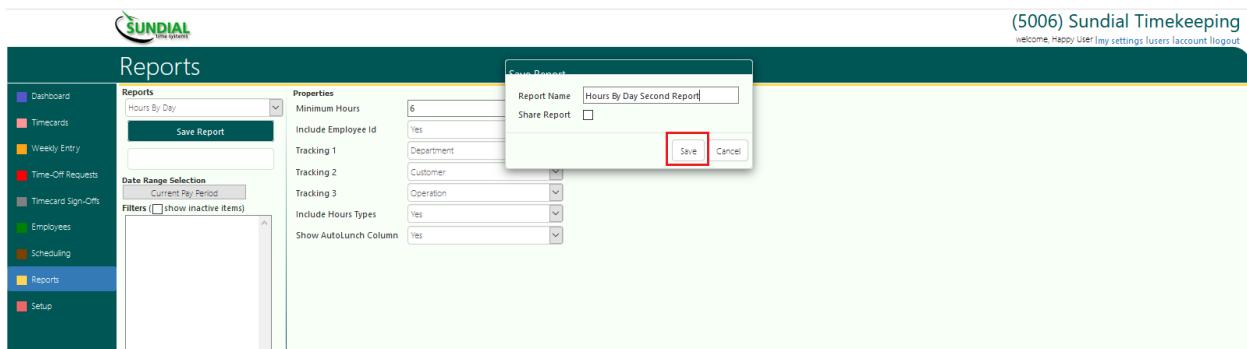 SUNDIAL
time systems
(5006) Sundial Timekeeping
welcome, Happy User |my settings |users |account |logout
Reports
Dashboard
Timecards
Weekly Entry
Time-Off Requests
Timecard Sign-Offs
Employees
Scheduling
Reports
Setup
Reports
Hours By Day
Save Report
Date Range Selection
Current Pay Period
Filters ( show inactive items)
Properties
Minimum Hours 6
Include Employee Id Yes
Tracking 1 Department
Tracking 2 Customer
Tracking 3 Operation
Include Hours Types Yes
Show AutoLunch Column Yes
Save Report
Report Name Hours By Day Second Report
Share Report
Save Cancel